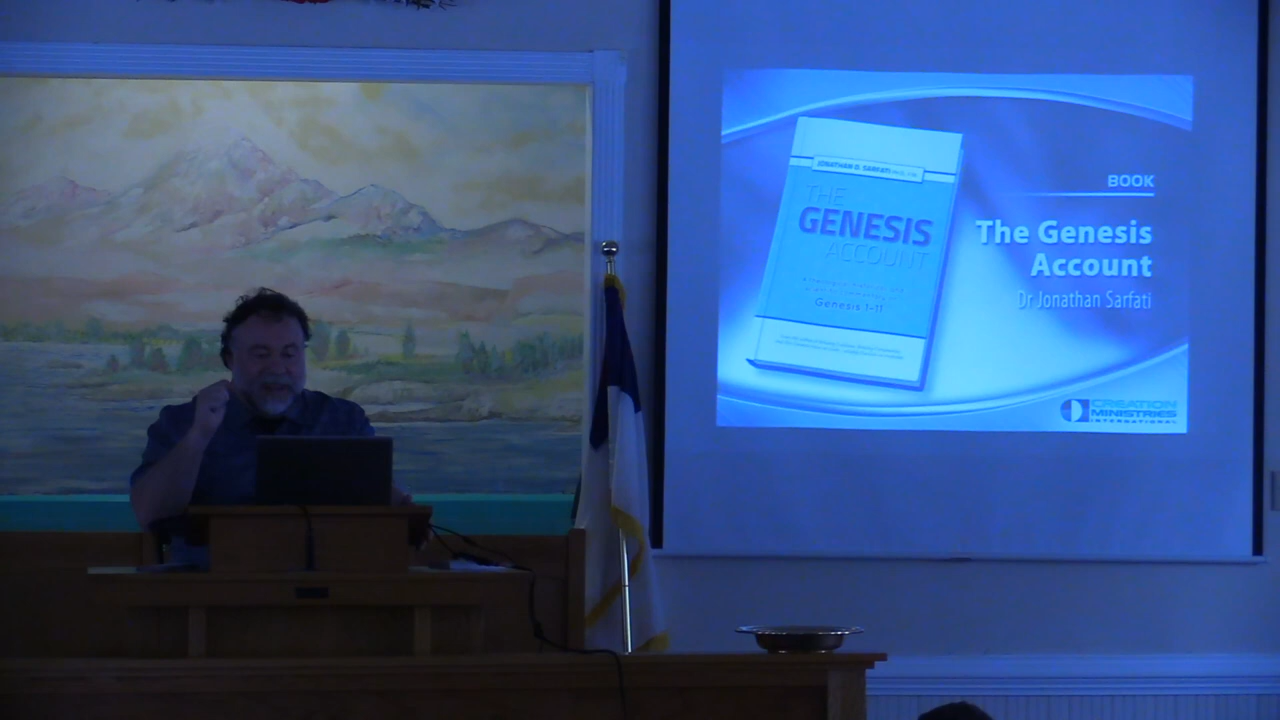 JONATHAN D. SARFATI
THE
GENESIS
ACCOUNT
Genesis 1-11
BOOK
The Genesis
Account
Dr Jonathan Sarfati
CREATION
MINISTRIES
INTERNATIONAL